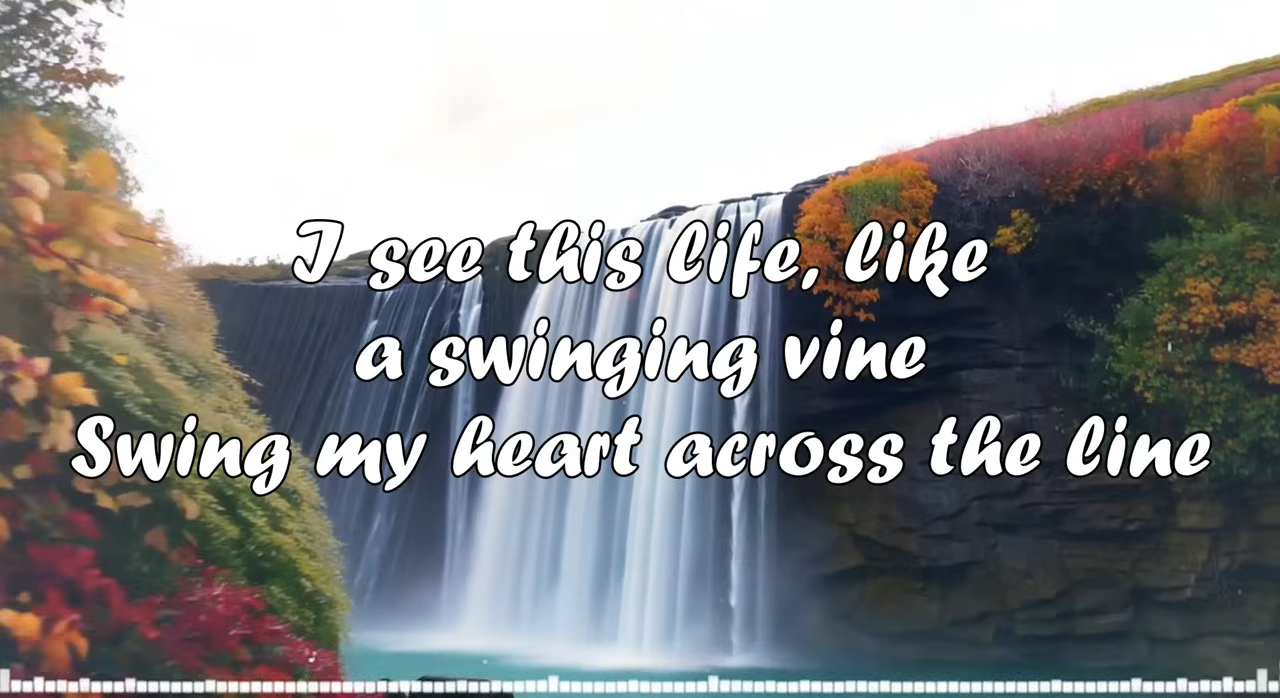 I see this life, like
a swinging vine
Swing my heart across the line